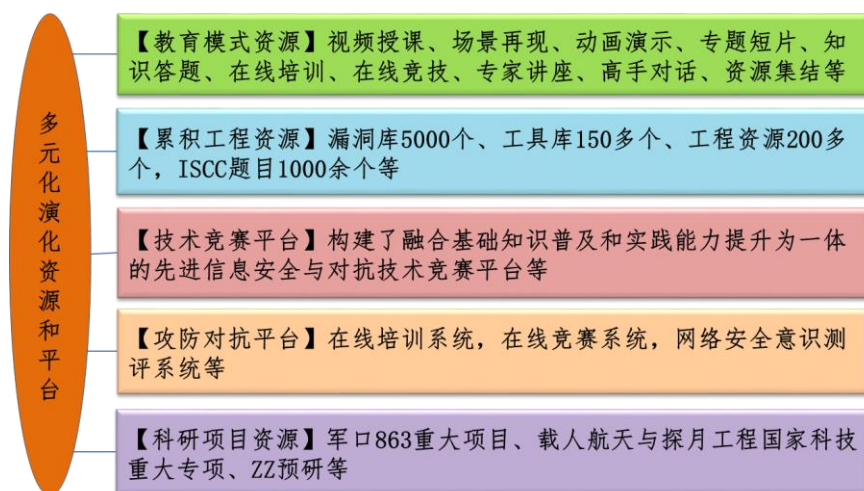 多元化演化资源和平台
【教育模式资源】视频授课、场景再现、动画演示、专题短片、知
识答题、在线培训、在线竞技、专家讲座、高手对话、资源集结等
【累积工程资源】漏洞库5000个、工具库150多个、工程资源200多
个，ISCC题目1000余个等
【技术竞赛平台】构建了融合基础知识普及和实践能力提升为一体
的先进信息安全与对抗技术竞赛平台等
【攻防对抗平台】在线培训系统，在线竞赛系统，网络安全意识测
评系统等
【科研项目资源】军口863重大项目、载人航天与探月工程国家科技
重大专项、ZZ预研等